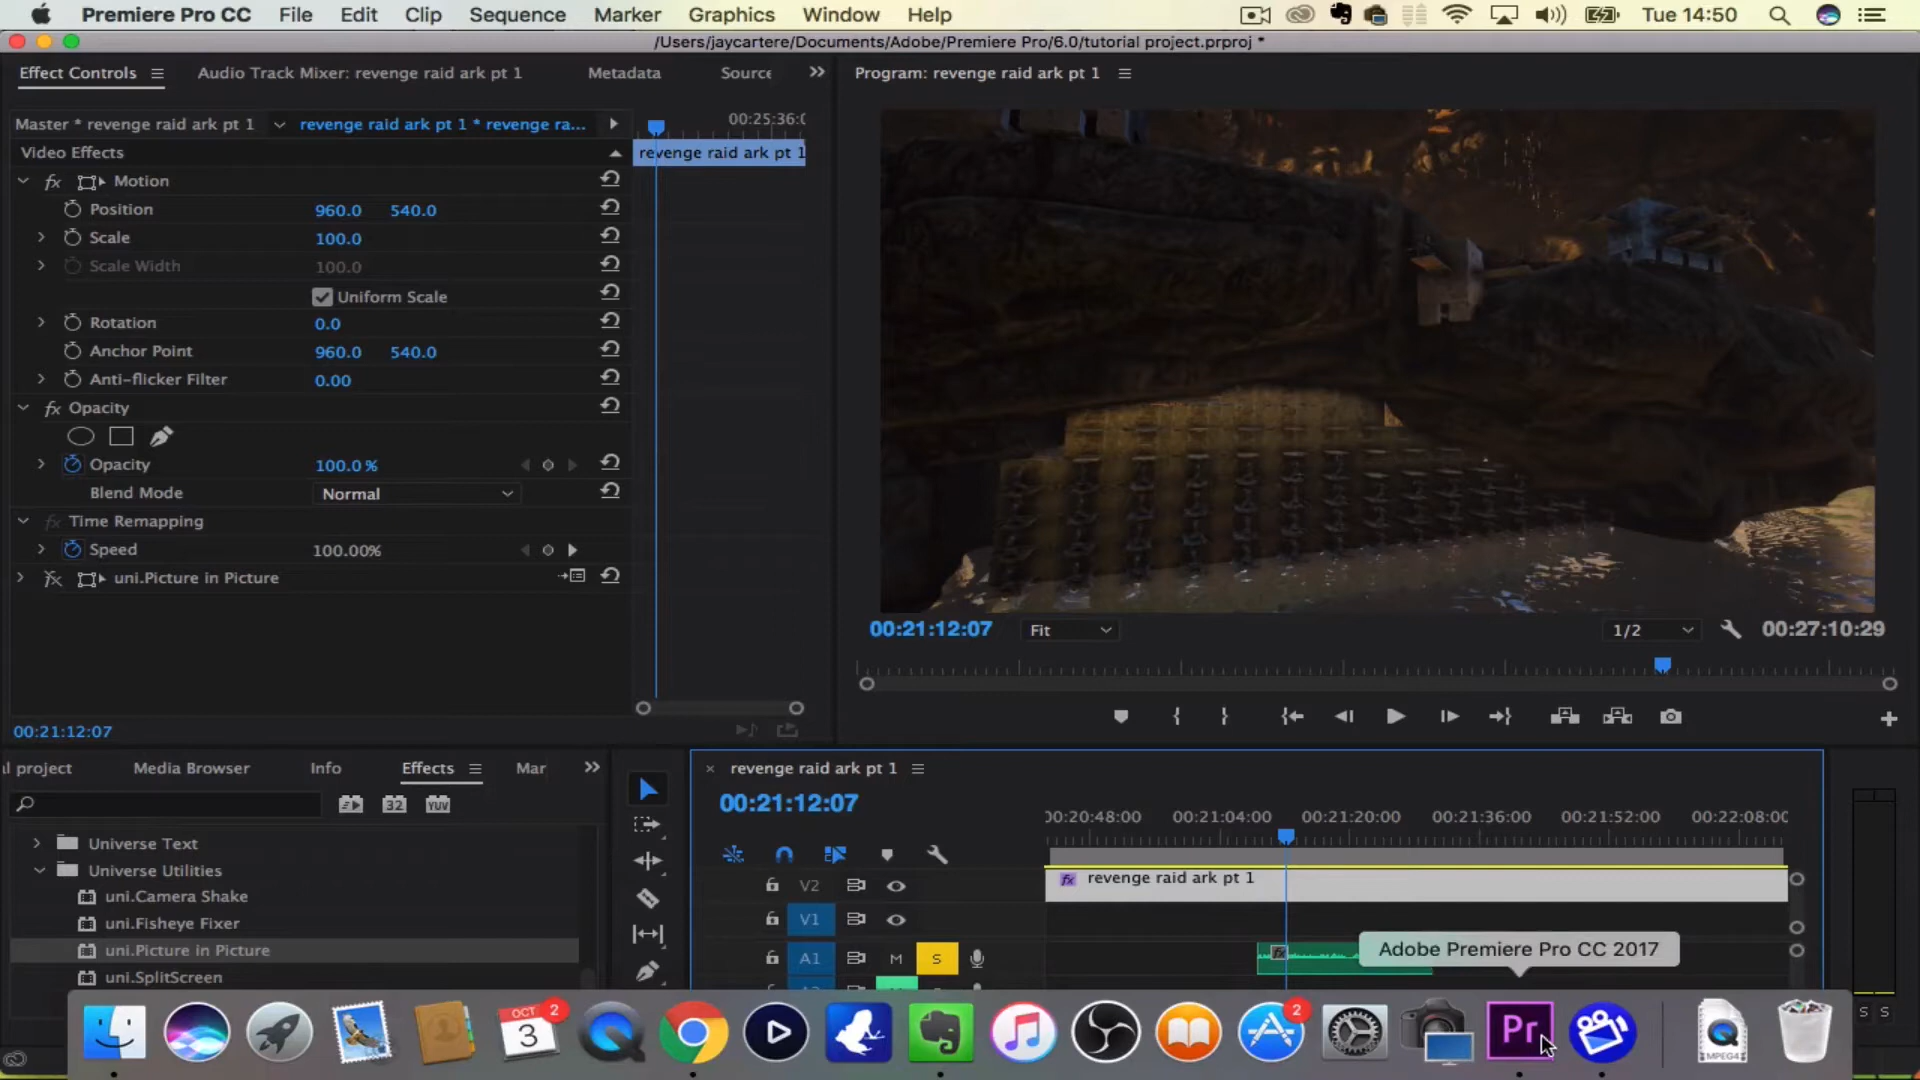 Premiere Pro CC File Edit Clip Sequence Marker Graphics Window Help Tue 14:50
/Users/jaycartere/Documents/Adobe/Premiere Pro/6.0/tutorial project.prproj *
Effect Controls Audio Track Mixer: revenge raid ark pt 1 Metadata Source
Program: revenge raid ark pt 1
Master * revenge raid ark pt 1 revenge raid ark pt 1 * revenge ra...
00:25:36:0
Video Effects
revenge raid ark pt 1
Motion
Position 960.0 540.0
Scale 100.0
Scale Width 100.0
Uniform Scale
Rotation 0.0
Anchor Point 960.0 540.0
Anti-flicker Filter 0.00
Opacity
Opacity 100.0 %
Blend Mode Normal
Time Remapping
Speed 100.00%
uni.Picture in Picture
00:21:12:07
00:21:12:07 Fit 1/2 00:27:10:29
l project Media Browser Info Effects Mar
32 YUV
Universe Text
Universe Utilities
uni.Camera Shake
uni.Fisheye Fixer
uni.Picture in Picture
uni.SplitScreen
revenge raid ark pt 1
00:21:12:07
00:20:48:00 00:21:04:00 00:21:20:00 00:21:36:00 00:21:52:00 00:22:08:00
V2 fx revenge raid ark pt 1
V1
A1 M S fx
Adobe Premiere Pro CC 2017
OCT 3 2
2
Pr
MPEG4
S S